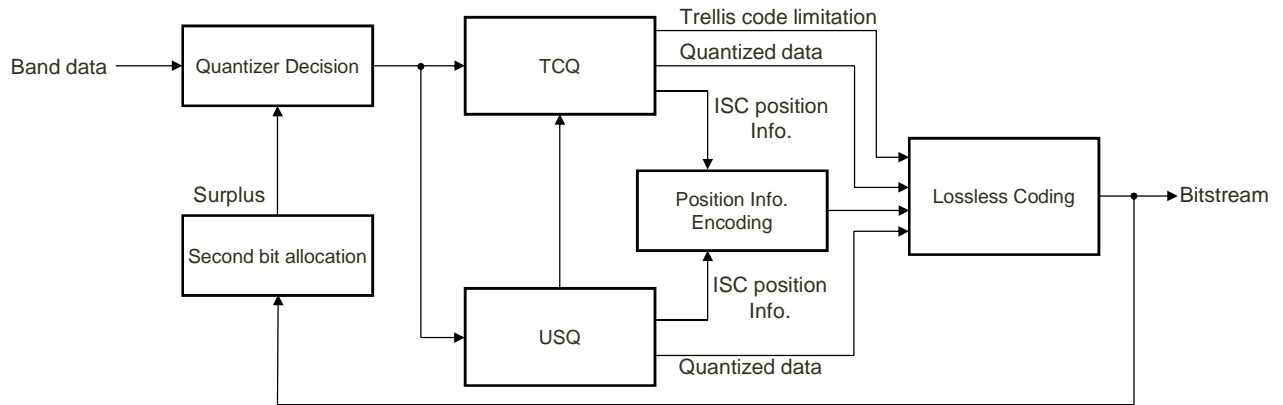 Trellis code limitation
Band data
Quantizer Decision
TCQ
Quantized data
ISC position
Info.
Surplus
Position Info.
Encoding
Lossless Coding
Bitstream
Second bit allocation
ISC position
Info.
USQ
Quantized data